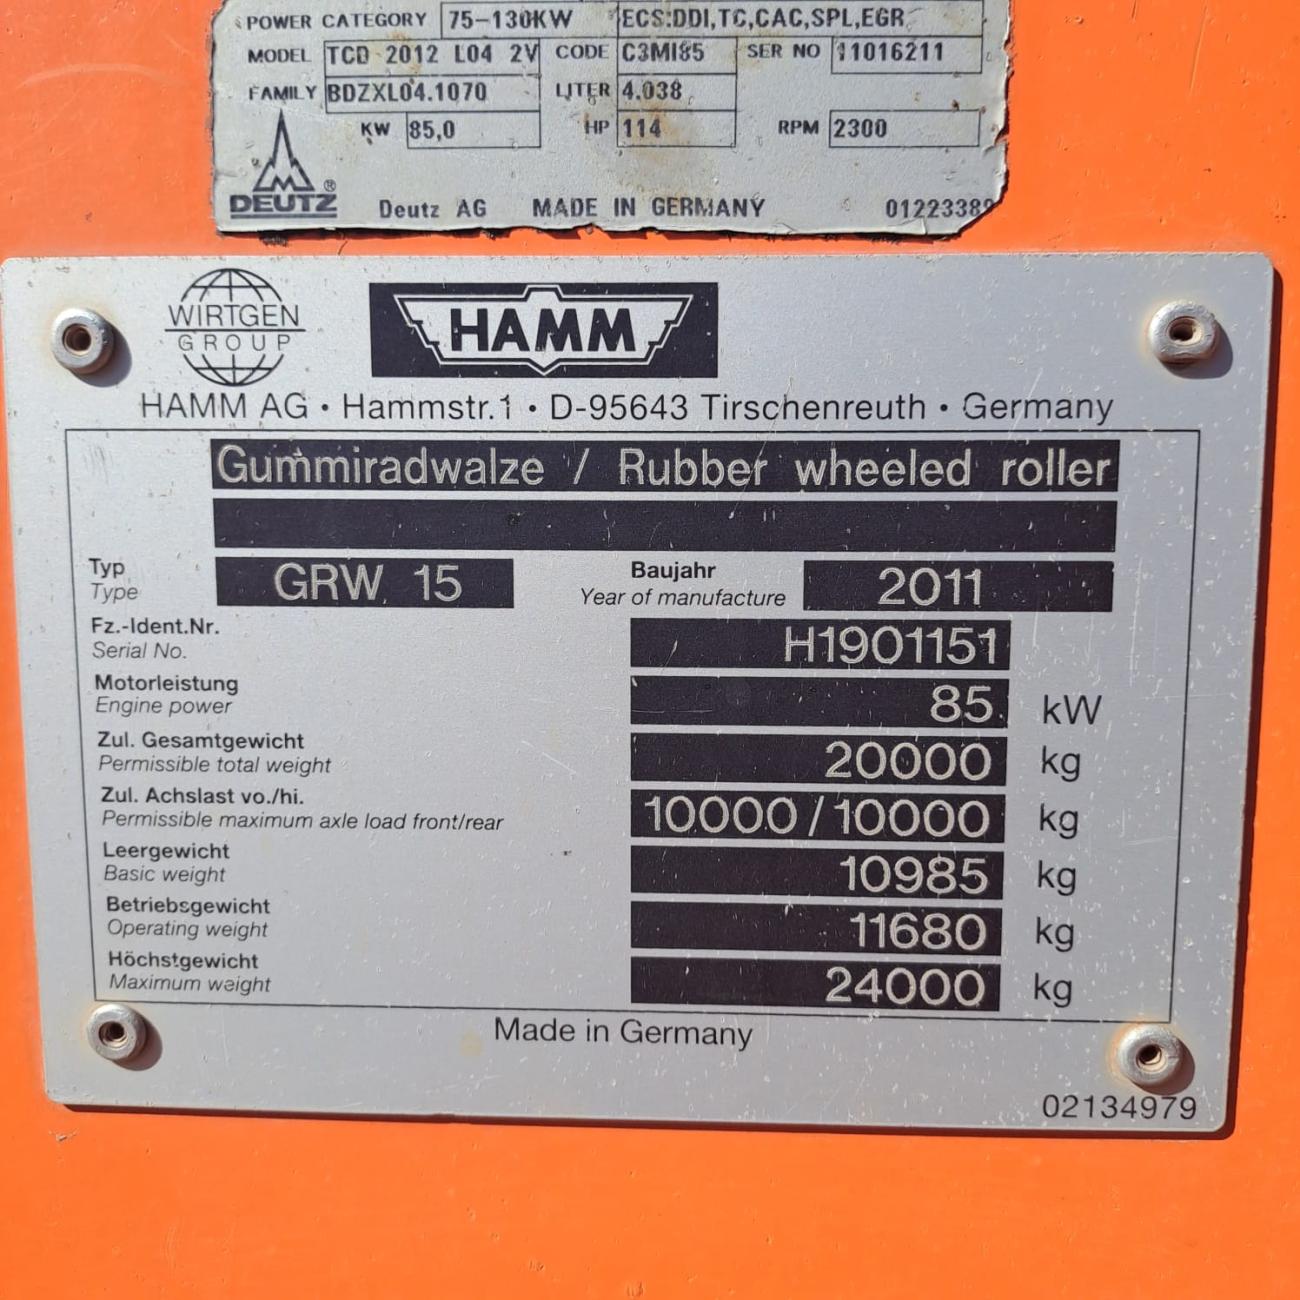 POWER CATEGORY 75-130KW ECS:DDI,TC,CAC,SPL,EGR
MODEL TCD 2012 L04 2V CODE C3MI85 SER NO 11016211
FAMILY BDZXL04.1070 LITER 4.038
KW 85,0 HP 114 RPM 2300
DEUTZ ® Deutz AG MADE IN GERMANY 01223389
WIRTGEN
GROUP
HAMM
HAMM AG • Hammstr.1 • D-95643 Tirschenreuth • Germany
Gummiradwalze / Rubber wheeled roller
Typ
Type GRW 15
Baujahr
Year of manufacture 2011
Fz.-Ident.Nr.
Serial No. H1901151
Motorleistung
Engine power 85 kW
Zul. Gesamtgewicht
Permissible total weight 20000 kg
Zul. Achslast vo./hi.
Permissible maximum axle load front/rear 10000/10000 kg
Leergewicht
Basic weight 10985 kg
Betriebsgewicht
Operating weight 11680 kg
Höchstgewicht
Maximum weight 24000 kg
Made in Germany
02134979